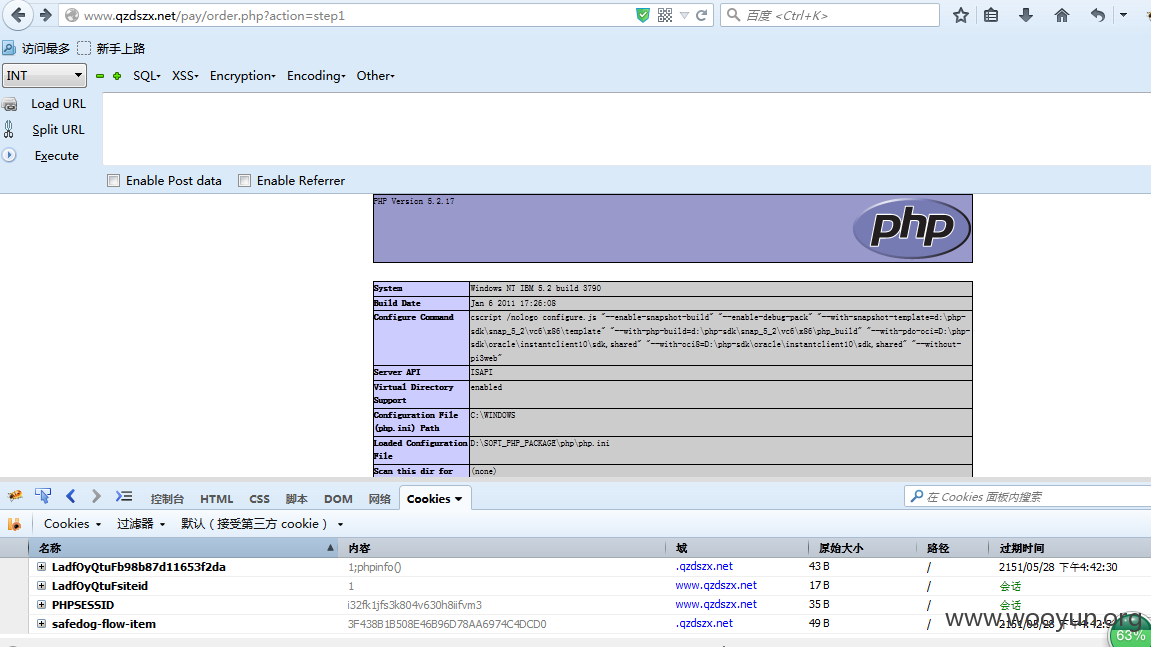 www.qzdszx.net/pay/order.php?action=step1
百度 <Ctrl+K>
访问最多 新手上路
INT SQL XSS Encryption Encoding Other
Load URL
Split URL
Execute
Enable Post data Enable Referrer
PHP Version 5.2.17
php
System Windows NT IBM 5.2 build 3790
Build Date Jan 6 2011 17:26:08
Configure Command cscript /nologo configure.js "--enable-snapshot-build" "--enable-debug-pack" "--with-snapshot-template=d:\php-
sdk\snap_5_2\vc6\x86\template" "--with-php-build=d:\php-sdk\snap_5_2\vc6\x86\php_build" "--with-pdo-oci=D:\php-
sdk\oracle\instantclient10\sdk,shared" "--with-oci8=D:\php-sdk\oracle\instantclient10\sdk,shared" "--without-
pi3web"
Server API ISAPI
Virtual Directory enabled
Support
Configuration File C:\WINDOWS
(php.ini) Path
Loaded Configuration D:\SOFT_PHP_PACKAGE\php\php.ini
File
Scan this dir for (none)
控制台 HTML CSS 脚本 DOM 网络 Cookies
在 Cookies 面板内搜索
Cookies 过滤器 默认（接受第三方 cookie）
名称 内容 域 原始大小 路径 过期时间
LadfOyQtuFb98b87d11653f2da 1;phpinfo() .qzdszx.net 43 B / 2151/05/28 下午4:42:30
LadfOyQtuFsiteid 1 www.qzdszx.net 17 B / 会话
PHPSESSID i32fk1jfs3k804v630h8iifvm3 www.qzdszx.net 35 B / 会话
safedog-flow-item 3F438B1B508E46B96D78AA6974C4DCD0 .qzdszx.net 49 B / 2151/05/28 下午4:42:3
www.wooyun.org
63%